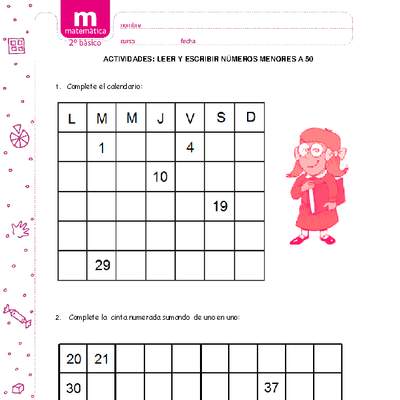 m
matemática
2º básico
nombre
curso fecha
ACTIVIDADES: LEER Y ESCRIBIR NÚMEROS MENORES A 50
1. Complete el calendario:
L M M J V S D
1 4
10
19
29
2. Complete la cinta numerada sumando de uno en uno:
20 21
30 37